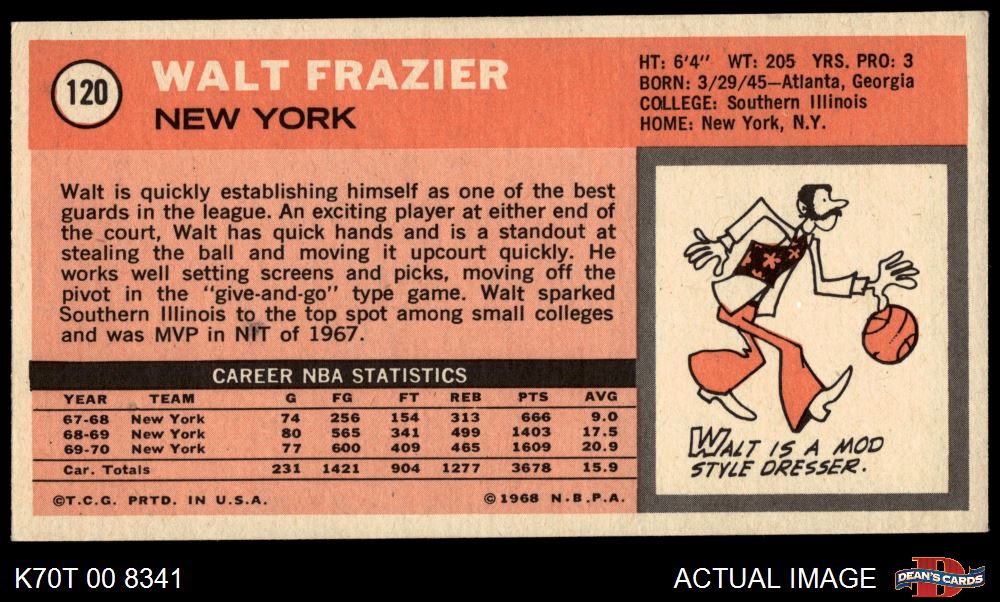 120
WALT FRAZIER
NEW YORK
HT: 6'4" WT: 205 YRS. PRO: 3
BORN: 3/29/45—Atlanta, Georgia
COLLEGE: Southern Illinois
HOME: New York, N.Y.
Walt is quickly establishing himself as one of the best
guards in the league. An exciting player at either end of
the court, Walt has quick hands and is a standout at
stealing the ball and moving it upcourt quickly. He
works well setting screens and picks, moving off the
pivot in the "give-and-go" type game. Walt sparked
Southern Illinois to the top spot among small colleges
and was MVP in NIT of 1967.
WALT IS A MOD
STYLE DRESSER.
CAREER NBA STATISTICS
YEAR TEAM G FG FT REB PTS AVG
67-68 New York 74 256 154 313 666 9.0
68-69 New York 80 565 341 499 1403 17.5
69-70 New York 77 600 409 465 1609 20.9
Car. Totals 231 1421 904 1277 3678 15.9
©T.C.G. PRTD. IN U.S.A. ©1968 N.B.P.A.
K70T 00 8341
ACTUAL IMAGE
D
DEAN'S CARDS